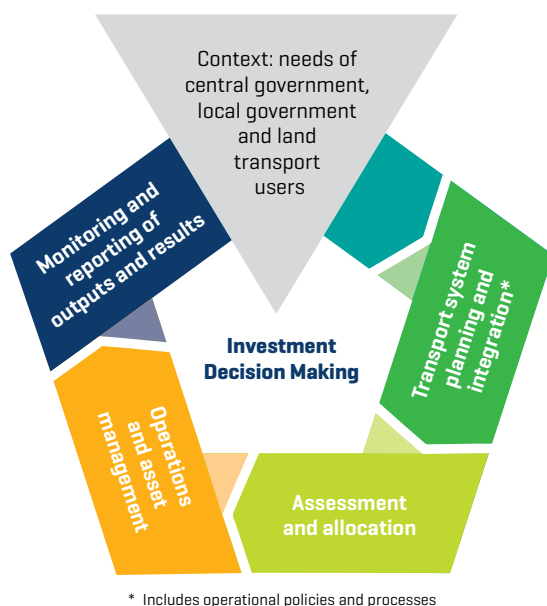 Context: needs of
central government,
local government
and land
transport
users
Monitoring and
reporting of
outputs and results
Transport system
planning and
integration*
Investment
Decision Making
Operations
and asset
management
Assessment
and allocation
* Includes operational policies and processes